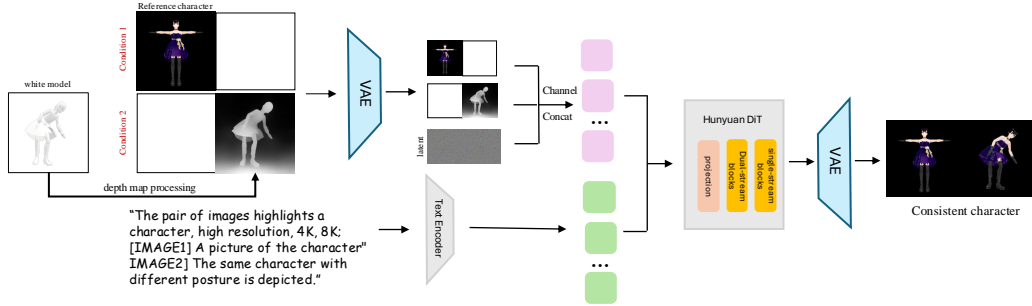 Reference character
Condition 1
white model
Condition 2
depth map processing
"The pair of images highlights a
character, high resolution, 4K, 8K;
[IMAGE1] A picture of the character"
IMAGE2] The same character with
different posture is depicted."
VAE
latent
Text Encoder
Channel
Concat
...
...
Hunyuan DiT
projection
Dual-stream
blocks
single-stream
blocks
VAE
Consistent character